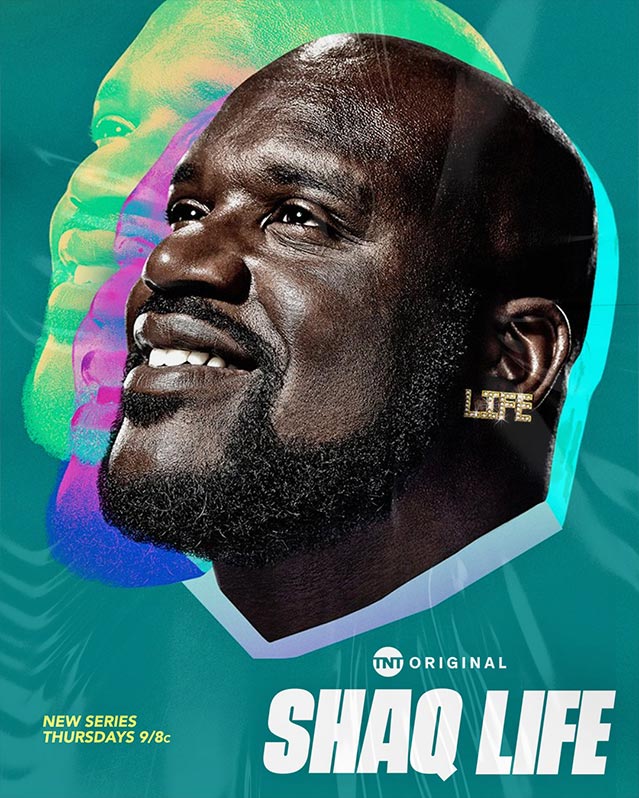 LIFE
TNT ORIGINAL
SHAQ LIFE
NEW SERIES
THURSDAYS 9/8c